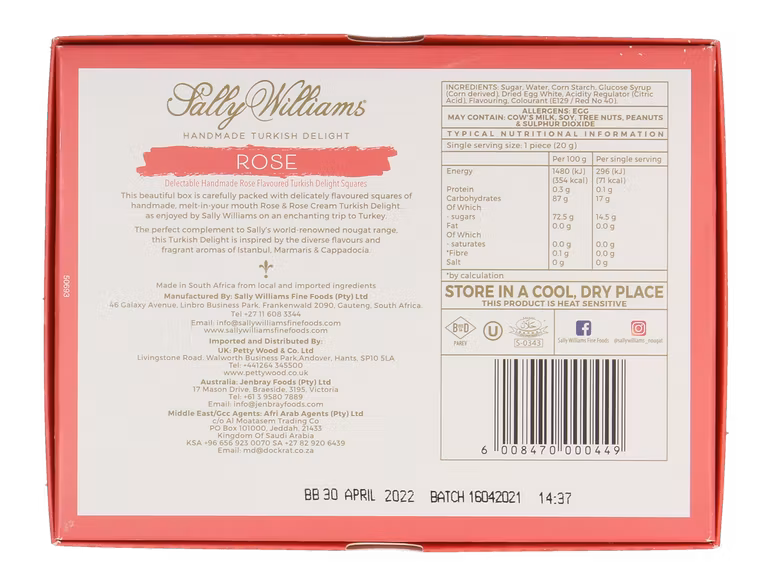 Sally Williams®
HANDMADE TURKISH DELIGHT
ROSE
Delectable Handmade Rose Flavoured Turkish Delight Squares
This beautiful box is carefully packed with delicately flavoured squares of
handmade, melt-in-your mouth Rose & Rose Cream Turkish Delight...
as enjoyed by Sally Williams on an enchanting trip to Turkey.
The perfect complement to Sally's world-renowned nougat range,
this Turkish Delight is inspired by the diverse flavours and
fragrant aromas of Istanbul, Marmaris & Cappadocia.
Made in South Africa from local and imported ingredients
Manufactured By: Sally Williams Fine Foods (Pty) Ltd
46 Galaxy Avenue, Linbro Business Park, Frankenwald 2090, Gauteng, South Africa.
Tel +27 11 608 3344
Email: info@sallywilliamsfinefoods.com
www.sallywilliamsfinefoods.com
Imported and Distributed By:
UK: Petty Wood & Co. Ltd
Livingstone Road, Walworth Business Park,Andover, Hants, SP10 5LA
Tel: +441264 345500
www.pettywood.co.uk
Australia: Jenbray Foods (Pty) Ltd
17 Mason Drive, Braeside, 3195, Victoria
Tel: +61 3 9580 7889
Email: info@jenbrayfoods.com
Middle East/Gcc Agents: Afri Arab Agents (Pty) Ltd
c/o Al Moatasem Trading Co
PO Box 101000, Jeddah, 21433
Kingdom Of Saudi Arabia
KSA +96 656 923 0070 SA +27 82 920 6439
Email: md@dockrat.co.za
50693
INGREDIENTS: Sugar, Water, Corn Starch, Glucose Syrup
(Corn derived), Dried Egg White, Acidity Regulator (Citric
Acid), Flavouring, Colourant (E129 / Red No 40).
ALLERGENS: EGG
MAY CONTAIN: COW'S MILK, SOY, TREE NUTS, PEANUTS
& SULPHUR DIOXIDE
TYPICAL NUTRITIONAL INFORMATION
Single serving size: 1 piece (20 g)
Per 100 g Per single serving
Energy 1480 (kJ) 296 (kJ)
(354 kcal) (71 kcal)
Protein 0.3 g 0.1 g
Carbohydrates 87 g 17 g
Of Which
- sugars 72.5 g 14.5 g
Fat 0.0 g 0.0 g
Of Which
- saturates 0.0 g 0.0 g
*Fibre 0.1 g 0.0 g
Salt 0 g 0 g
*by calculation
STORE IN A COOL, DRY PLACE
THIS PRODUCT IS HEAT SENSITIVE
PAREV
U
S-0343
Sally Williams Fine Foods
@sallywilliams_nougat
6 008470 000449
BB 30 APRIL 2022 BATCH 16042021 14:37